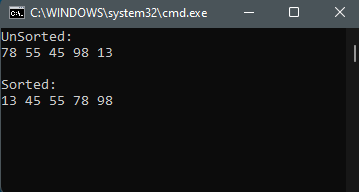 C:\WINDOWS\system32\cmd.exe
UnSorted:
78 55 45 98 13
Sorted:
13 45 55 78 98